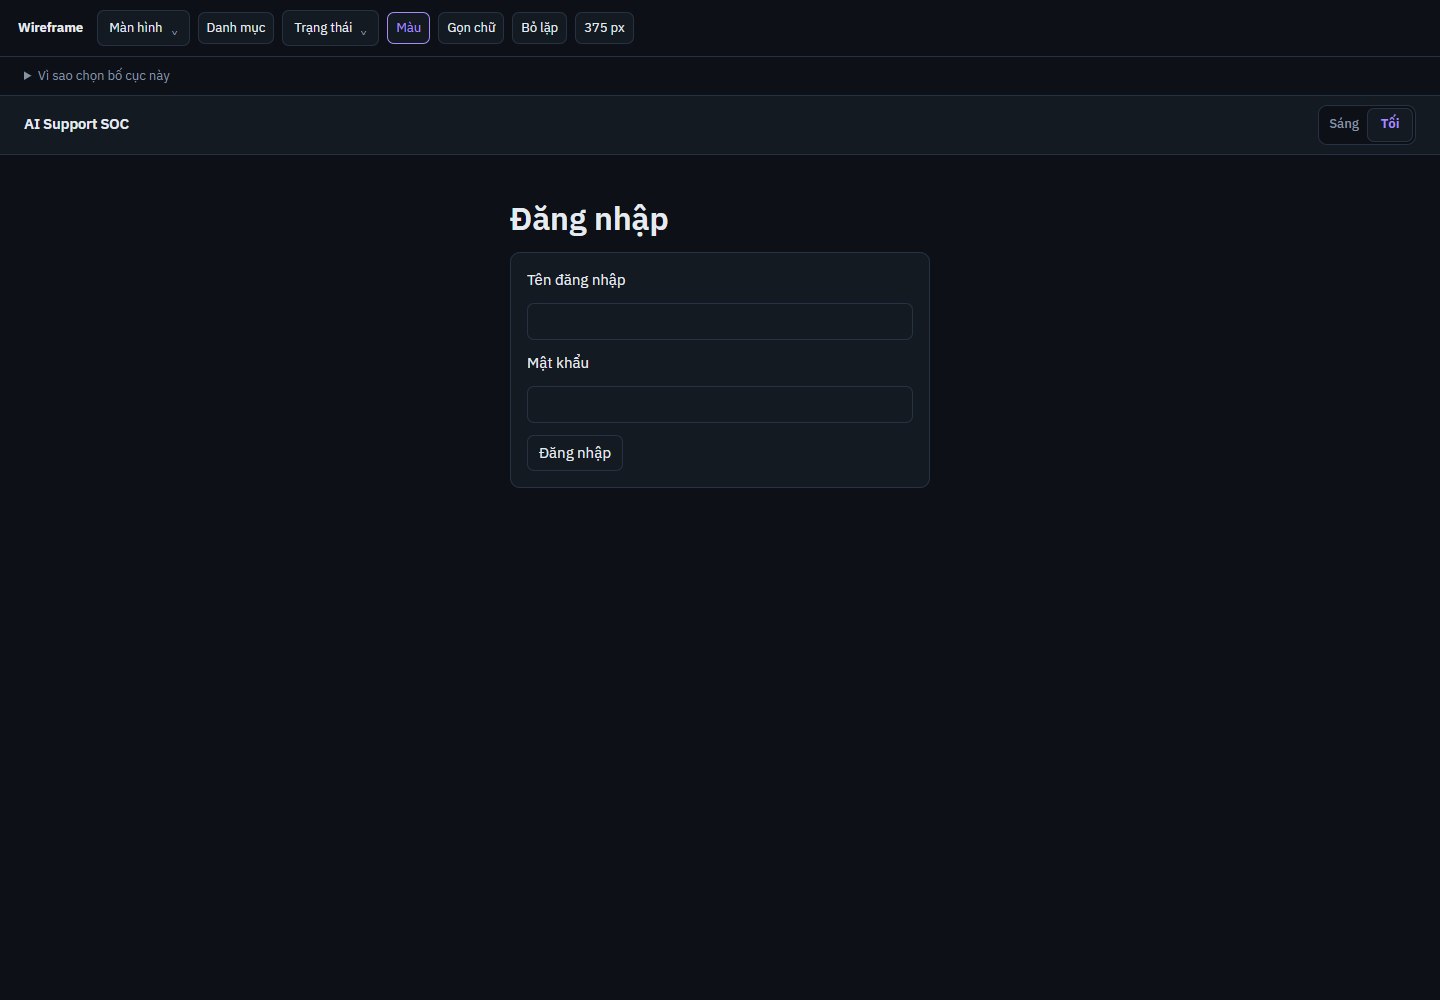 Wireframe Màn hình Danh mục Trạng thái Màu Gọn chữ Bỏ lặp 375 px
Vì sao chọn bố cục này
AI Support SOC Sáng Tối
Đăng nhập
Tên đăng nhập
Mật khẩu
Đăng nhập